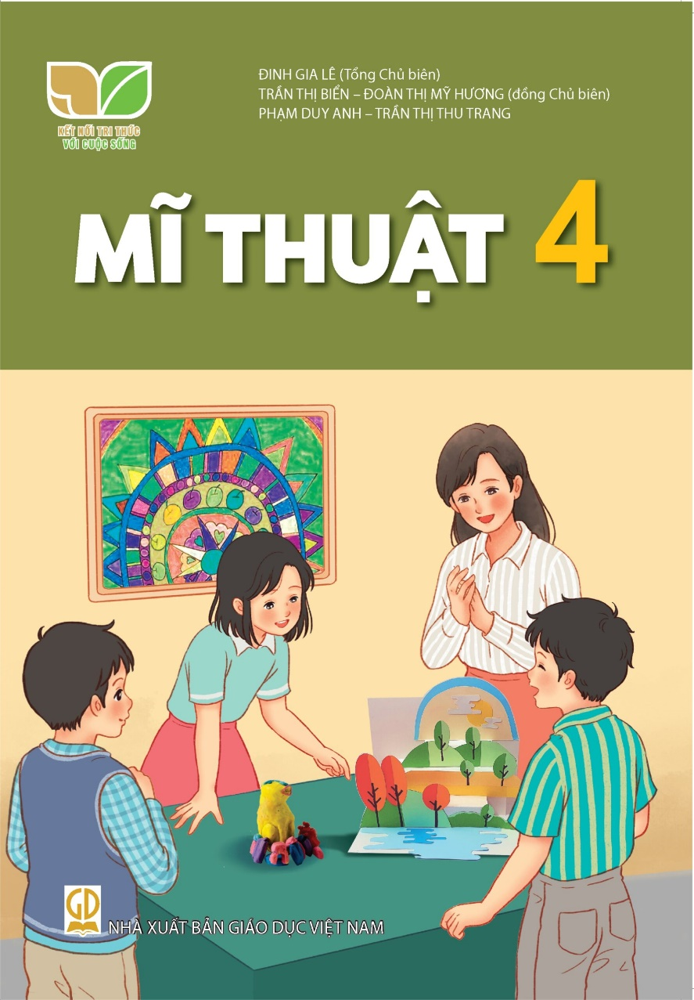 KẾT NỐI TRI THỨC
VỚI CUỘC SỐNG
ĐINH GIA LÊ (Tổng Chủ biên)
TRẦN THỊ BIỂN – ĐOÀN THỊ MỸ HƯƠNG (đồng Chủ biên)
PHẠM DUY ANH – TRẦN THỊ THU TRANG
MĨ THUẬT 4
GD
NHÀ XUẤT BẢN GIÁO DỤC VIỆT NAM